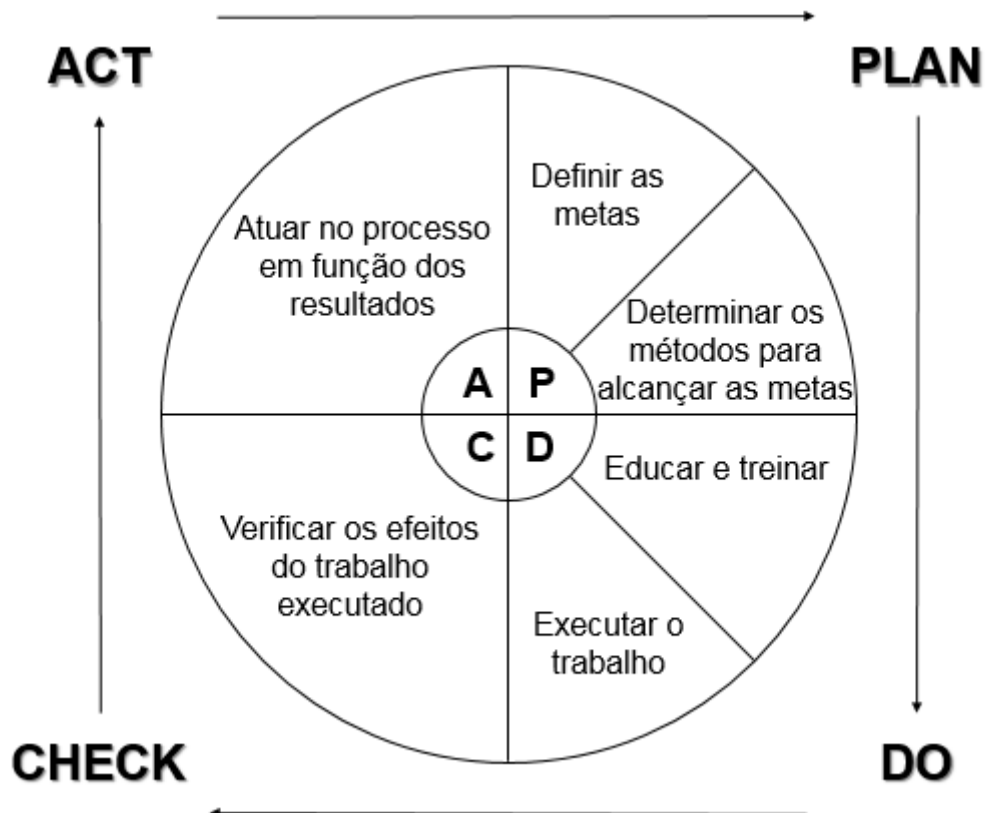 ACT
PLAN
Definir as
metas
Atuar no processo
em função dos
resultados
Determinar os
métodos para
alcançar as metas
A
P
C
D
Educar e treinar
Verificar os efeitos
do trabalho
executado
Executar o
trabalho
CHECK
DO